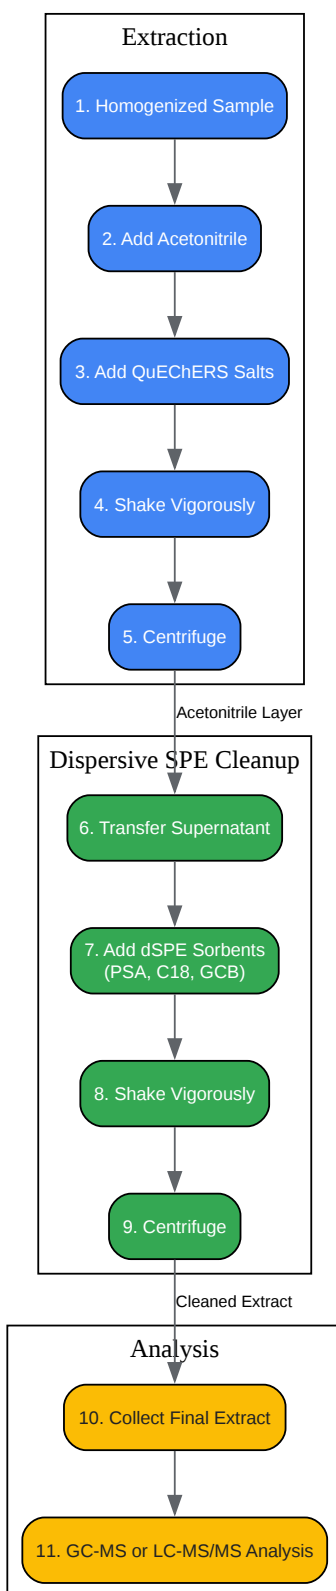 Extraction
1. Homogenized Sample
2. Add Acetonitrile
3. Add QuEChERS Salts
4. Shake Vigorously
5. Centrifuge
Acetonitrile Layer
Dispersive SPE Cleanup
6. Transfer Supernatant
7. Add dSPE Sorbents
(PSA, C18, GCB)
8. Shake Vigorously
9. Centrifuge
Cleaned Extract
Analysis
10. Collect Final Extract
11. GC-MS or LC-MS/MS Analysis